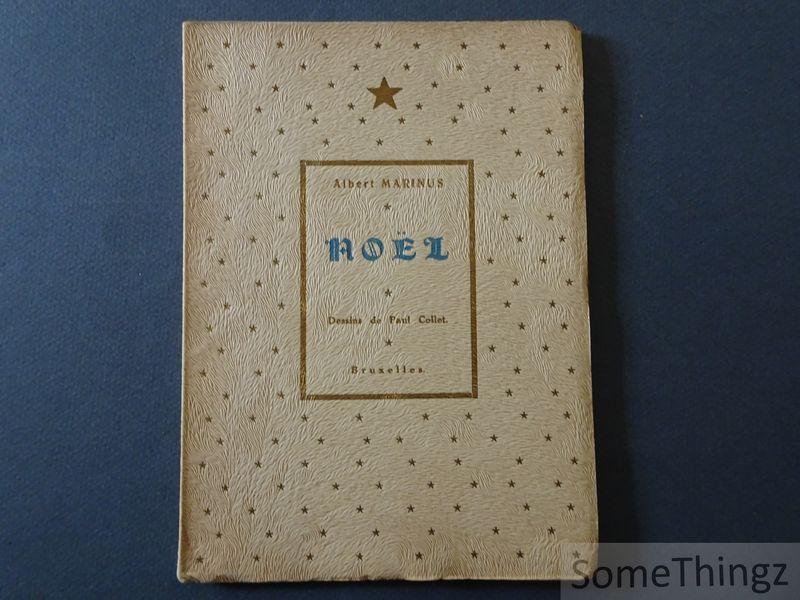 Albert MARINUS
NOËL
Dessins de Paul Collet.
Bruxelles
SomeThingz